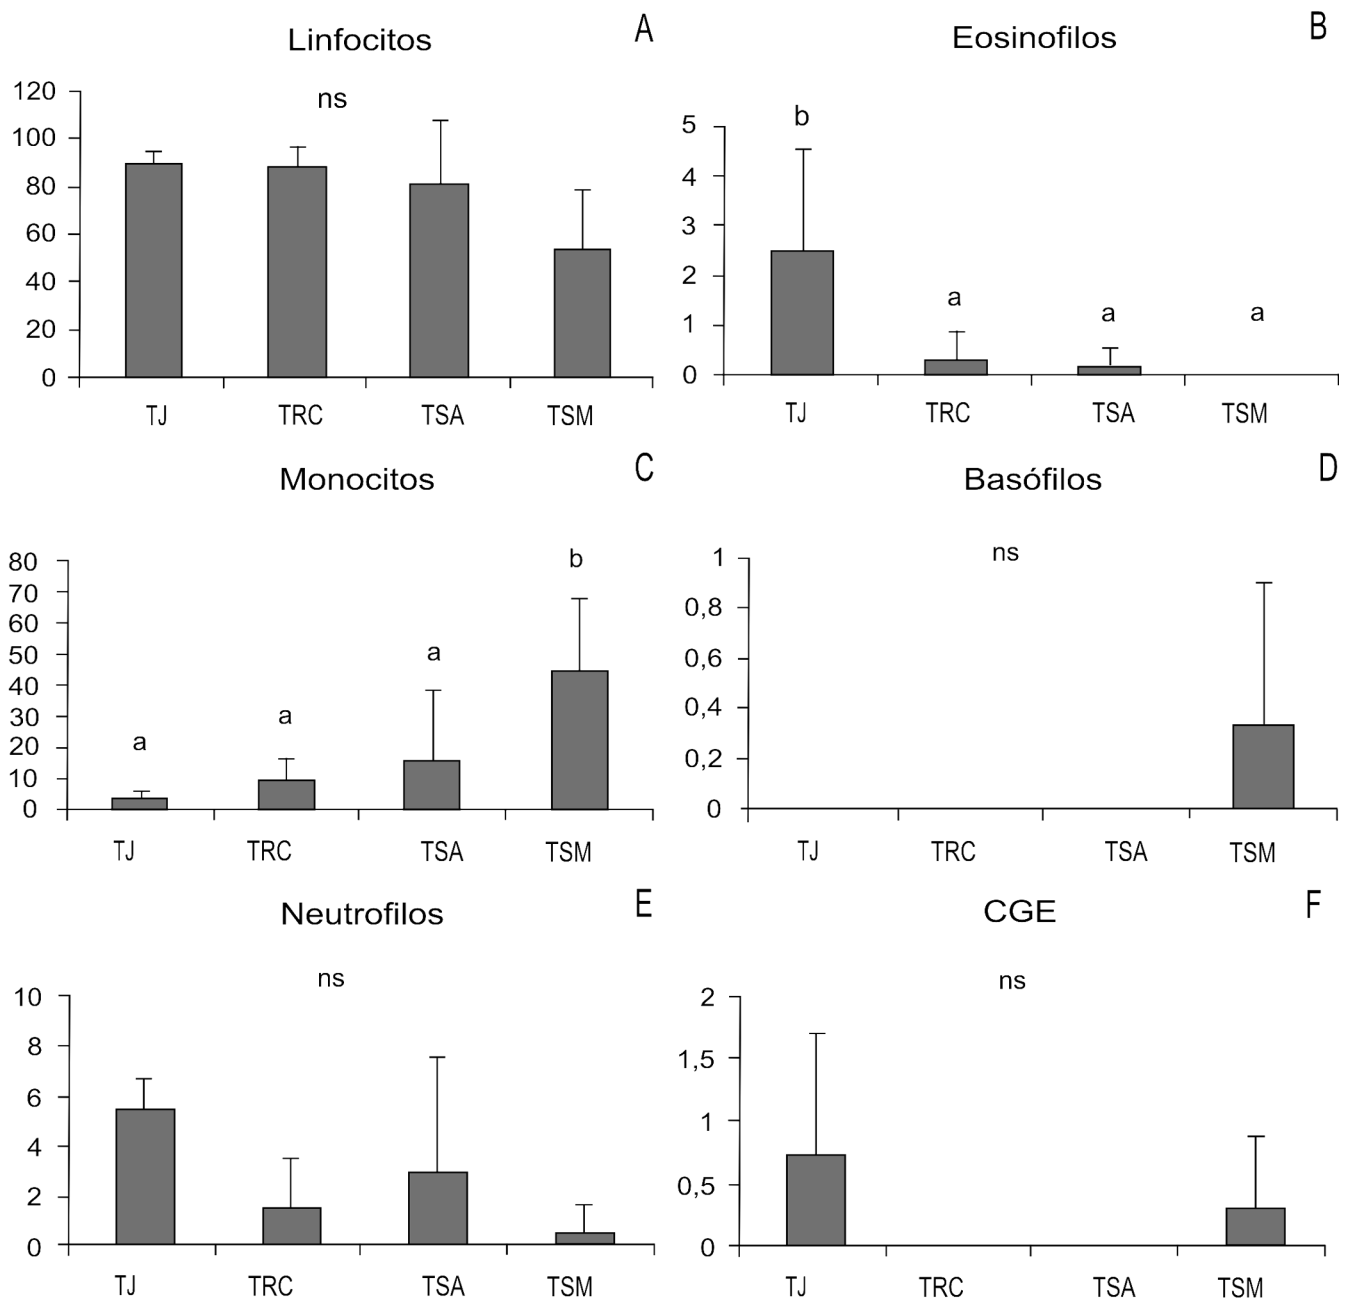 Linfocitos
A
ns
120
100
80
60
40
20
0
TJ TRC TSA TSM
Eosinofilos
B
b
a
a
a
5
4
3
2
1
0
TJ TRC TSA TSM
Monocitos
C
a
a
a
b
80
70
60
50
40
30
20
10
0
TJ TRC TSA TSM
Basófilos
D
ns
1
0,8
0,6
0,4
0,2
0
TJ TRC TSA TSM
Neutrofilos
E
ns
10
8
6
4
2
0
TJ TRC TSA TSM
CGE
F
ns
2
1,5
1
0,5
0
TJ TRC TSA TSM